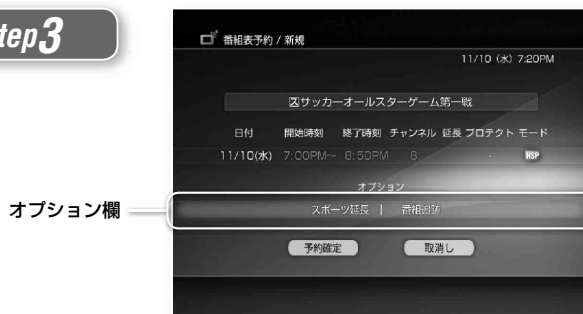 tep3
番組表予約 / 新規
11/10 (水) 7:20PM
サッカーオールスターゲーム第一戦
日付 開始時刻 終了時刻 チャンネル 延長 プロテクト モード
11/10(水) 7:00PM~ 8:50PM 8 - HSP
オプション
オプション欄
スポーツ延長 | 番組追跡
予約確定 取消し